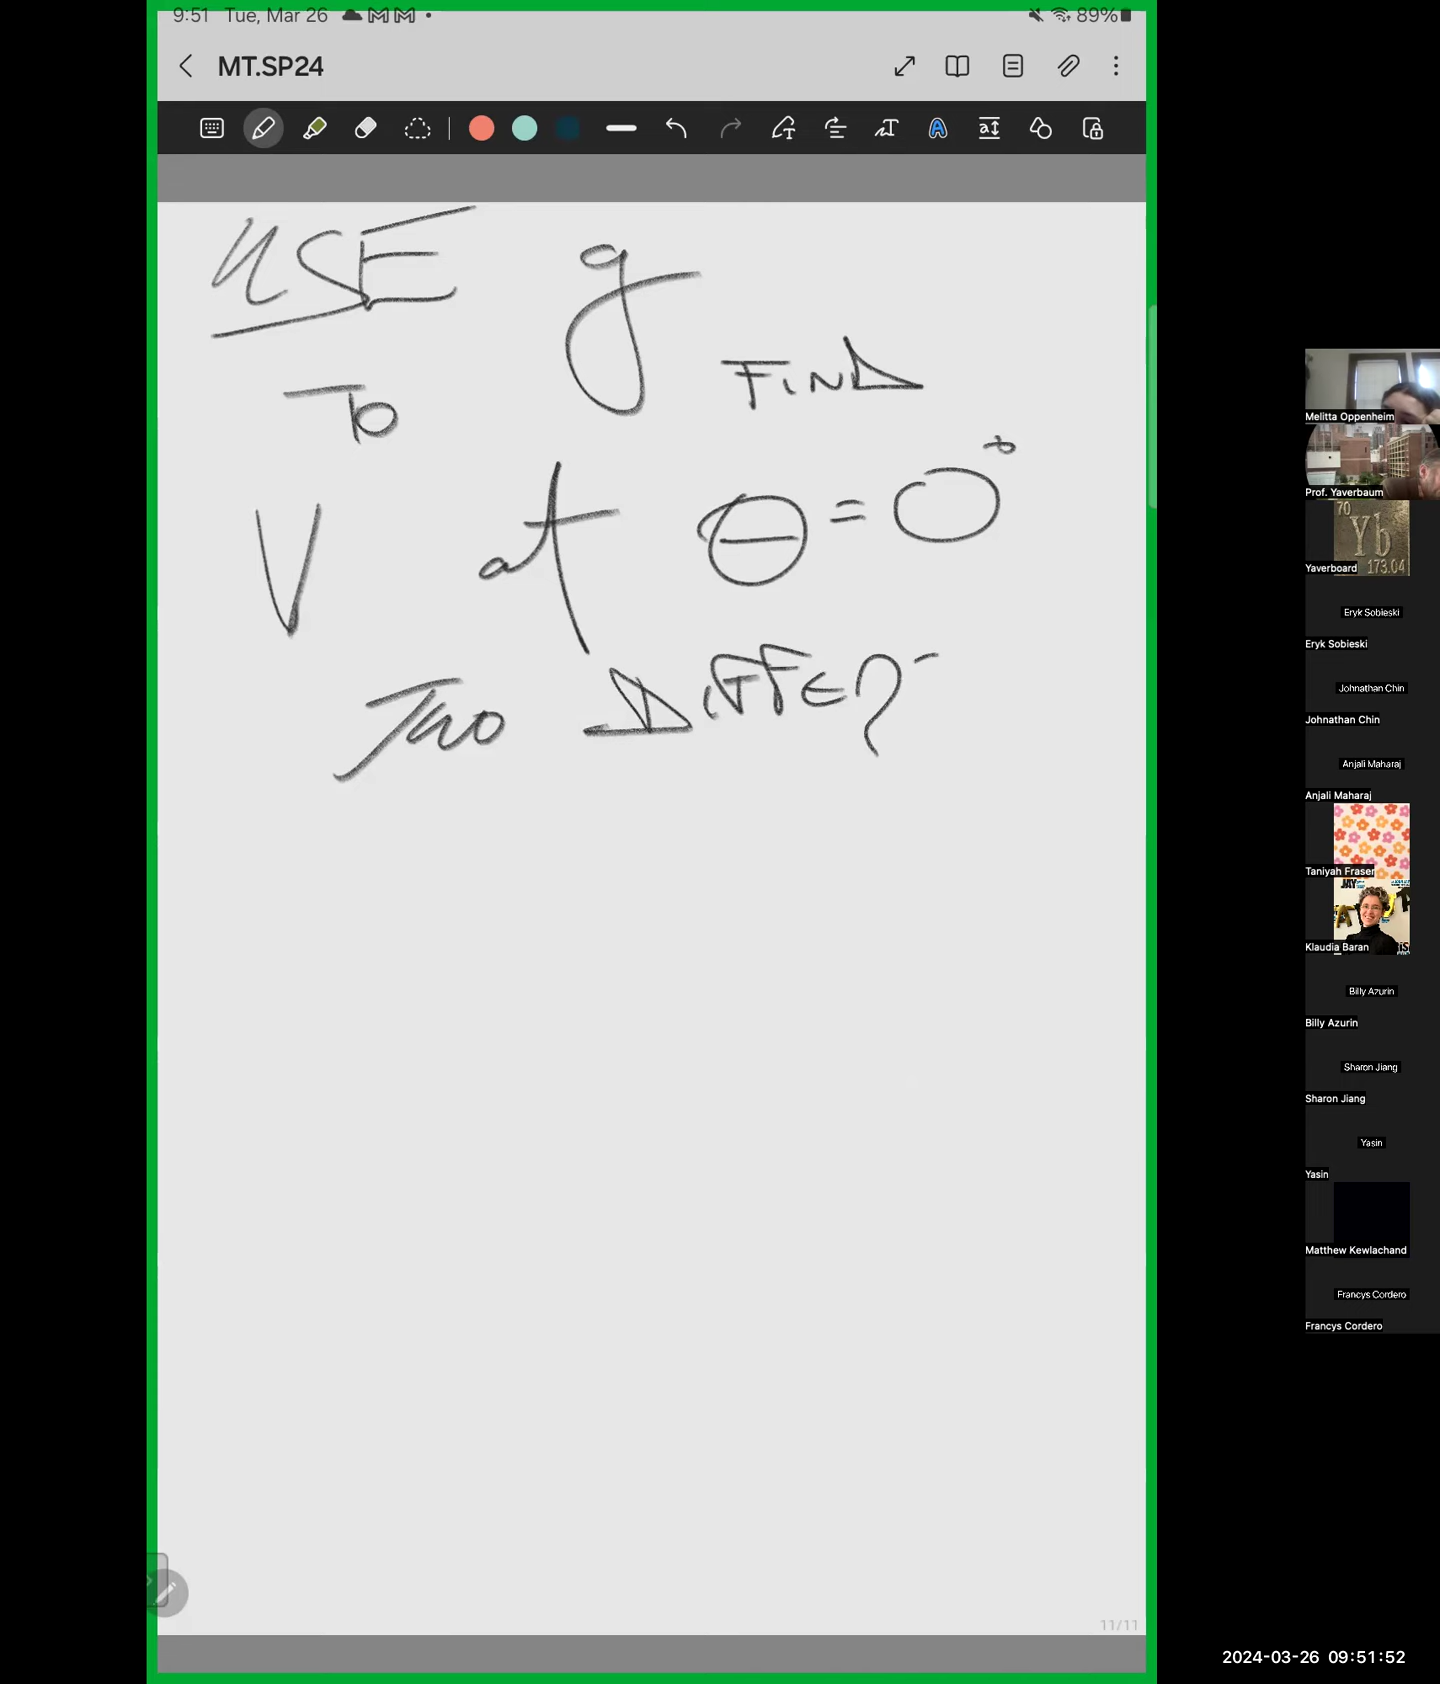 9:51 Tue, Mar 26 89%
MT.SP24
USE g
To FIND
V at Θ = 0°
Two DIFFER-
11/11
Melitta Oppenheim
Prof. Yaverbaum
70
Yb
Yaverboard 173.04
Eryk Sobieski
Eryk Sobieski
Johnathan Chin
Johnathan Chin
Anjali Maharaj
Anjali Maharaj
Taniyah Fraser
JAY
Klaudia Baran
Billy Azurin
Billy Azurin
Sharon Jiang
Sharon Jiang
Yasin
Yasin
Matthew Kewlachand
Francys Cordero
Francys Cordero
2024-03-26 09:51:52